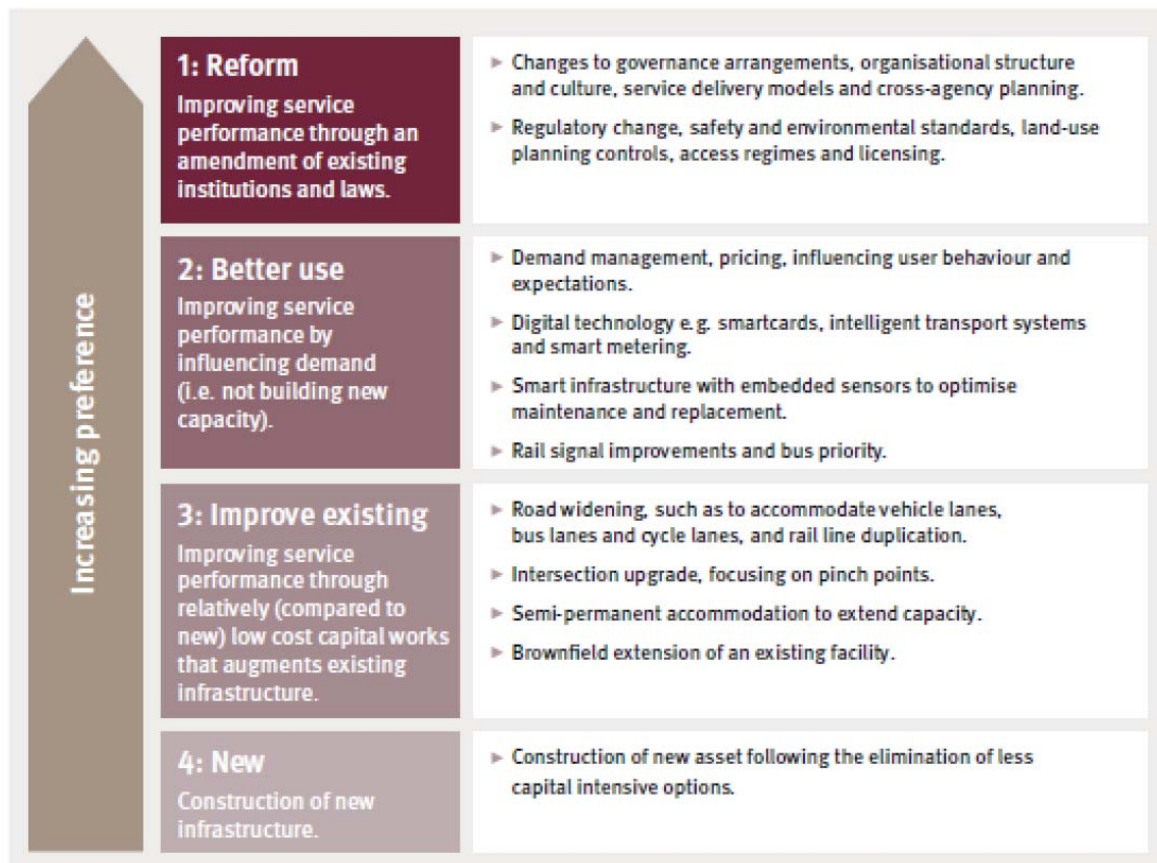 Increasing preference
1: Reform
Improving service
performance through an
amendment of existing
institutions and laws.
► Changes to governance arrangements, organisational structure
and culture, service delivery models and cross-agency planning.
► Regulatory change, safety and environmental standards, land-use
planning controls, access regimes and licensing.
2: Better use
Improving service
performance by
influencing demand
(i.e. not building new
capacity).
► Demand management, pricing, influencing user behaviour and
expectations.
► Digital technology e.g. smartcards, intelligent transport systems
and smart metering.
► Smart infrastructure with embedded sensors to optimise
maintenance and replacement.
► Rail signal improvements and bus priority.
3: Improve existing
Improving service
performance through
relatively (compared to
new) low cost capital works
that augments existing
infrastructure.
► Road widening, such as to accommodate vehicle lanes,
bus lanes and cycle lanes, and rail line duplication.
► Intersection upgrade, focusing on pinch points.
► Semi-permanent accommodation to extend capacity.
► Brownfield extension of an existing facility.
4: New
Construction of new
infrastructure.
► Construction of new asset following the elimination of less
capital intensive options.